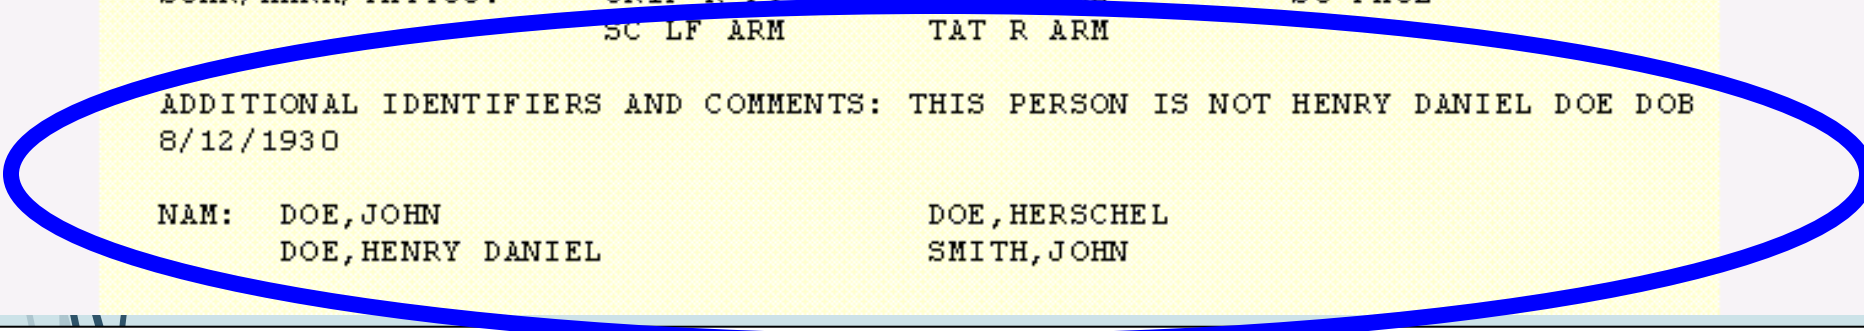 SC LF ARM TAT R ARM
ADDITIONAL IDENTIFIERS AND COMMENTS: THIS PERSON IS NOT HENRY DANIEL DOE DOB
8/12/1930
NAM: DOE,JOHN DOE,HERSCHEL
DOE,HENRY DANIEL SMITH,JOHN